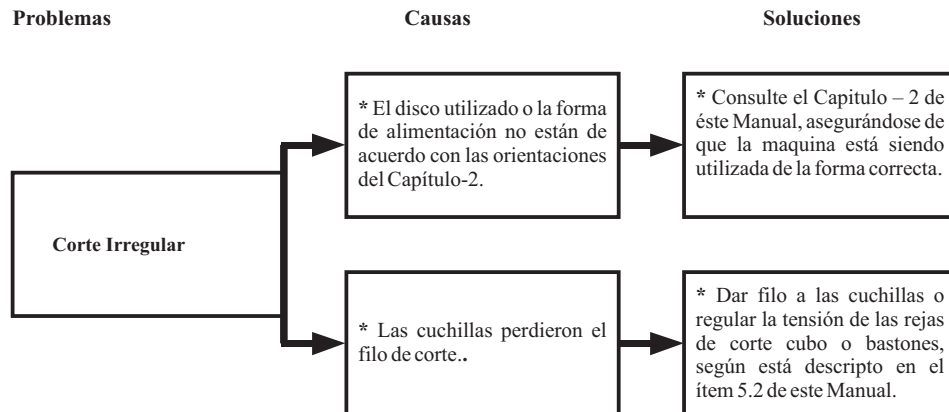 Problemas Causas Soluciones
* El disco utilizado o la forma
de alimentación no están de
acuerdo con las orientaciones
del Capítulo-2.
* Consulte el Capitulo – 2 de
éste Manual, asegurándose de
que la maquina está siendo
utilizada de la forma correcta.
Corte Irregular
* Las cuchillas perdieron el
filo de corte..
* Dar filo a las cuchillas o
regular la tensión de las rejas
de corte cubo o bastones,
según está descripto en el
ítem 5.2 de este Manual.